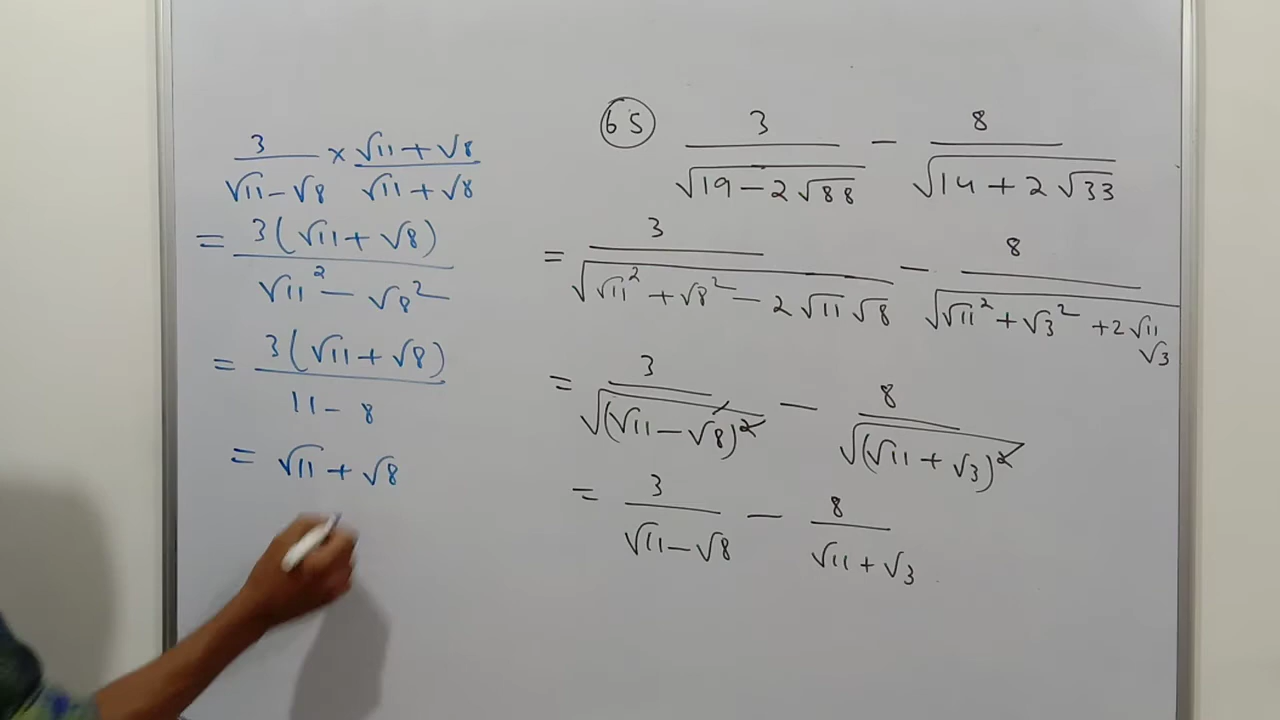 3/(√11 – √8) × (√11 + √8)/(√11 + √8)
= 3(√11 + √8)/(√11² – √8²)
= 3(√11 + √8)/(11 – 8)
= √11 + √8
(65) 3/√(19 – 2√88) – 8/√(14 + 2√33)
= 3/√(√11² + √8² – 2√11√8) – 8/√(√11² + √3² + 2√11√3)
= 3/√((√11 – √8)²) – 8/√((√11 + √3)²)
= 3/(√11 – √8) – 8/(√11 + √3)